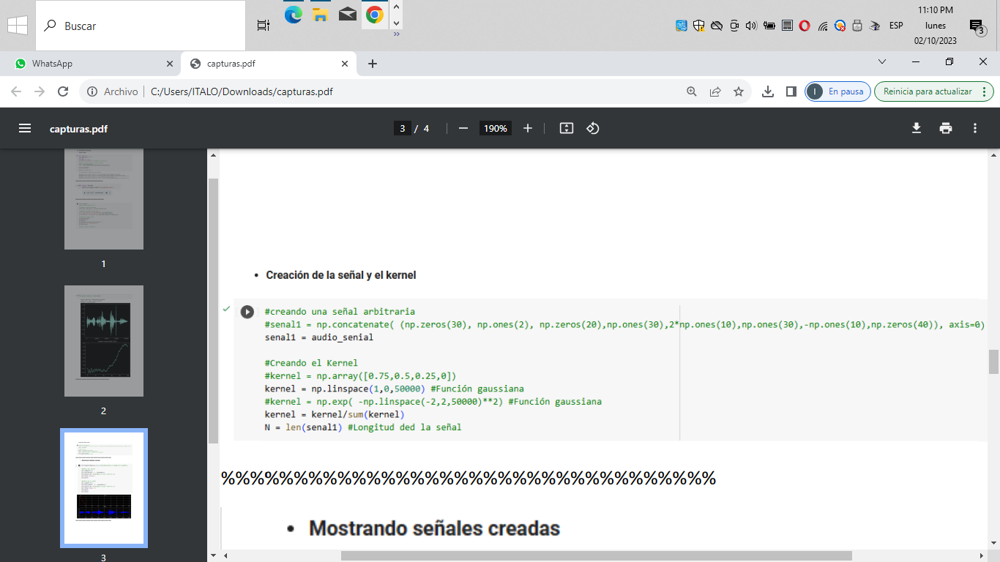 Buscar
11:10 PM
lunes
02/10/2023
ESP
3
WhatsApp
capturas.pdf
Archivo
C:/Users/ITALO/Downloads/capturas.pdf
I
En pausa
Reinicia para actualizar
capturas.pdf
3 / 4
190%
1
2
3
• Creación de la señal y el kernel
#creando una señal arbitraria
#senal1 = np.concatenate( (np.zeros(30), np.ones(2), np.zeros(20),np.ones(30),2*np.ones(10),np.ones(30),-np.ones(10),np.zeros(40)), axis=0)
senal1 = audio_senial
#Creando el Kernel
#kernel = np.array([0.75,0.5,0.25,0])
kernel = np.linspace(1,0,50000) #Función gaussiana
#kernel = np.exp( -np.linspace(-2,2,50000)**2) #Función gaussiana
kernel = kernel/sum(kernel)
N = len(senal1) #Longitud ded la señal
%%%%%%%%%%%%%%%%%%%%%%%%%%%%%%%%%%
• Mostrando señales creadas